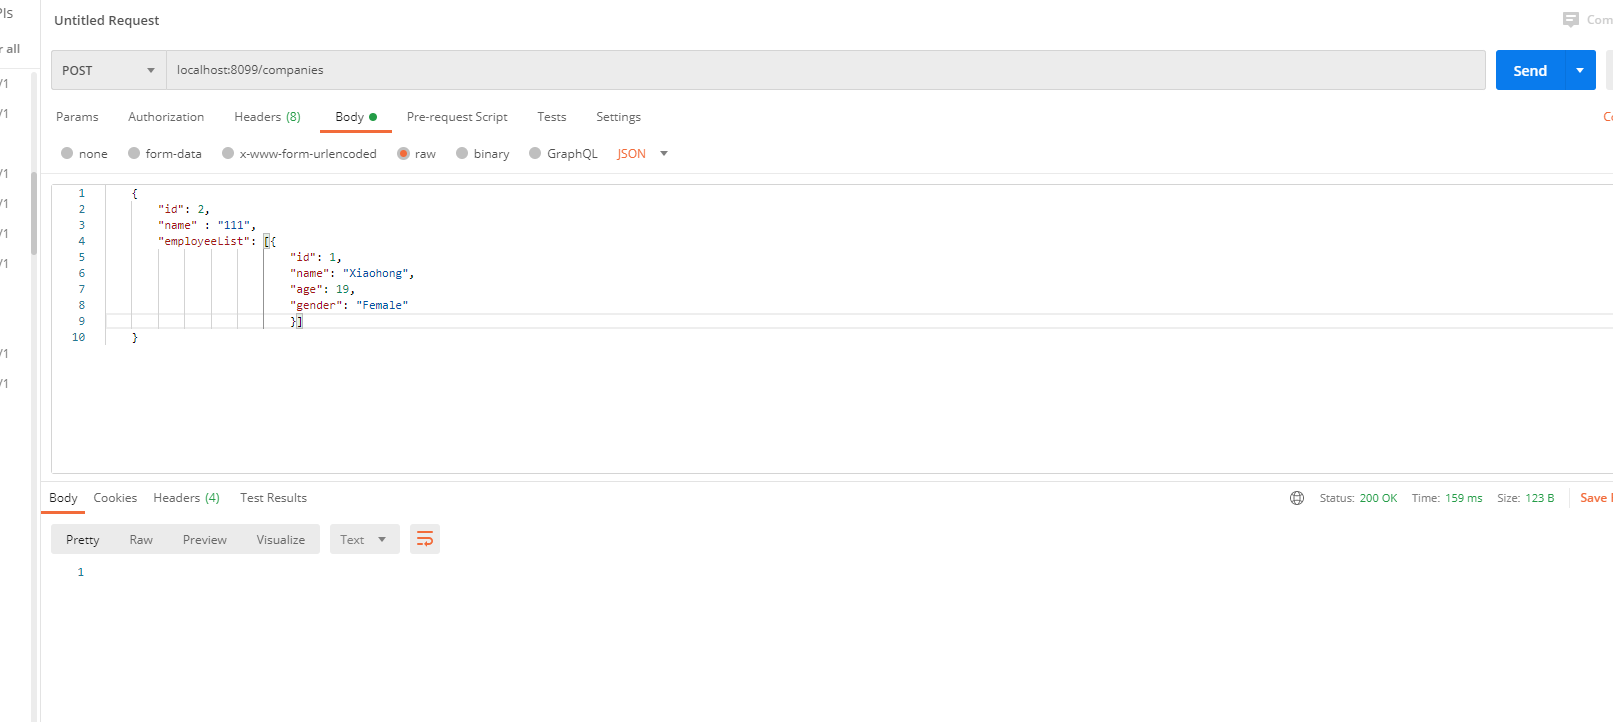 PIs
Untitled Request
Com
r all
POST localhost:8099/companies Send
/1
/1
Params Authorization Headers (8) Body Pre-request Script Tests Settings Co
none form-data x-www-form-urlencoded raw binary GraphQL JSON
/1
/1
/1
/1
/1
/1
1 {
2 "id": 2,
3 "name" : "111",
4 "employeeList": [{
5 "id": 1,
6 "name": "Xiaohong",
7 "age": 19,
8 "gender": "Female"
9 }]
10 }
Body Cookies Headers (4) Test Results Status: 200 OK Time: 159 ms Size: 123 B Save
Pretty Raw Preview Visualize Text
1